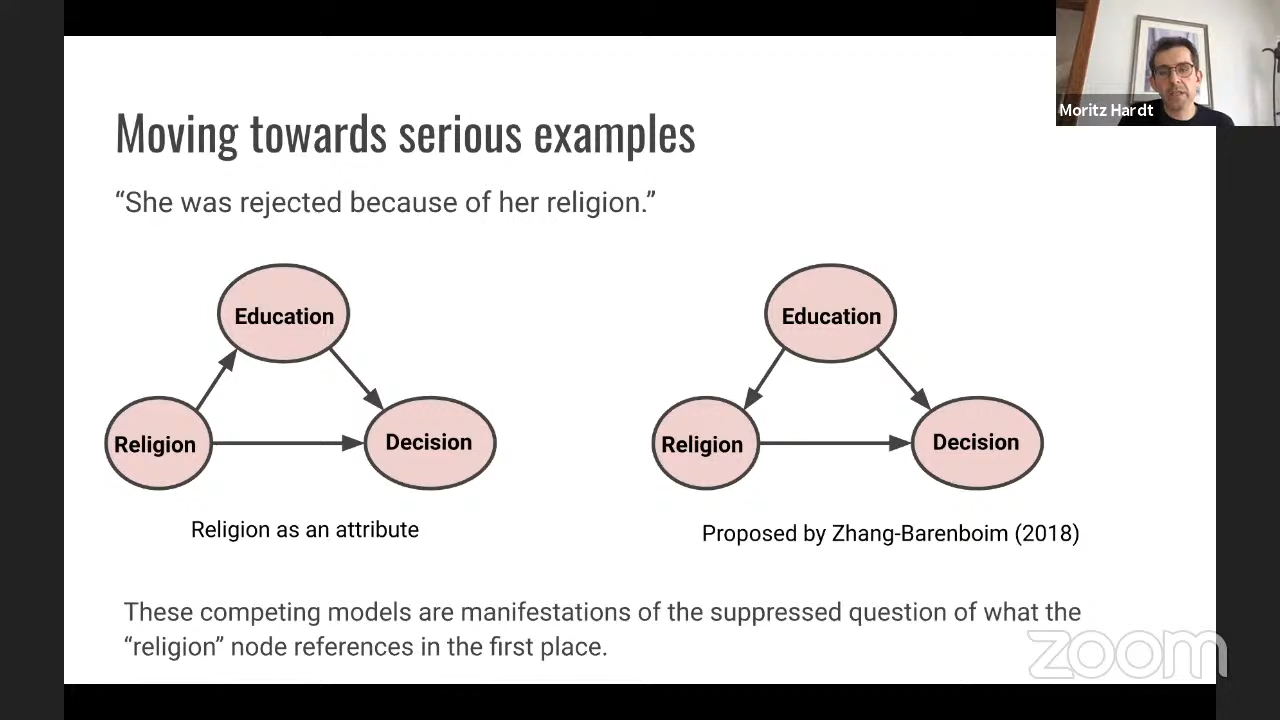 Moritz Hardt
Moving towards serious examples
“She was rejected because of her religion.”
Education
Religion
Decision
Religion as an attribute
Education
Religion
Decision
Proposed by Zhang-Barenboim (2018)
These competing models are manifestations of the suppressed question of what the
“religion” node references in the first place.
zoom